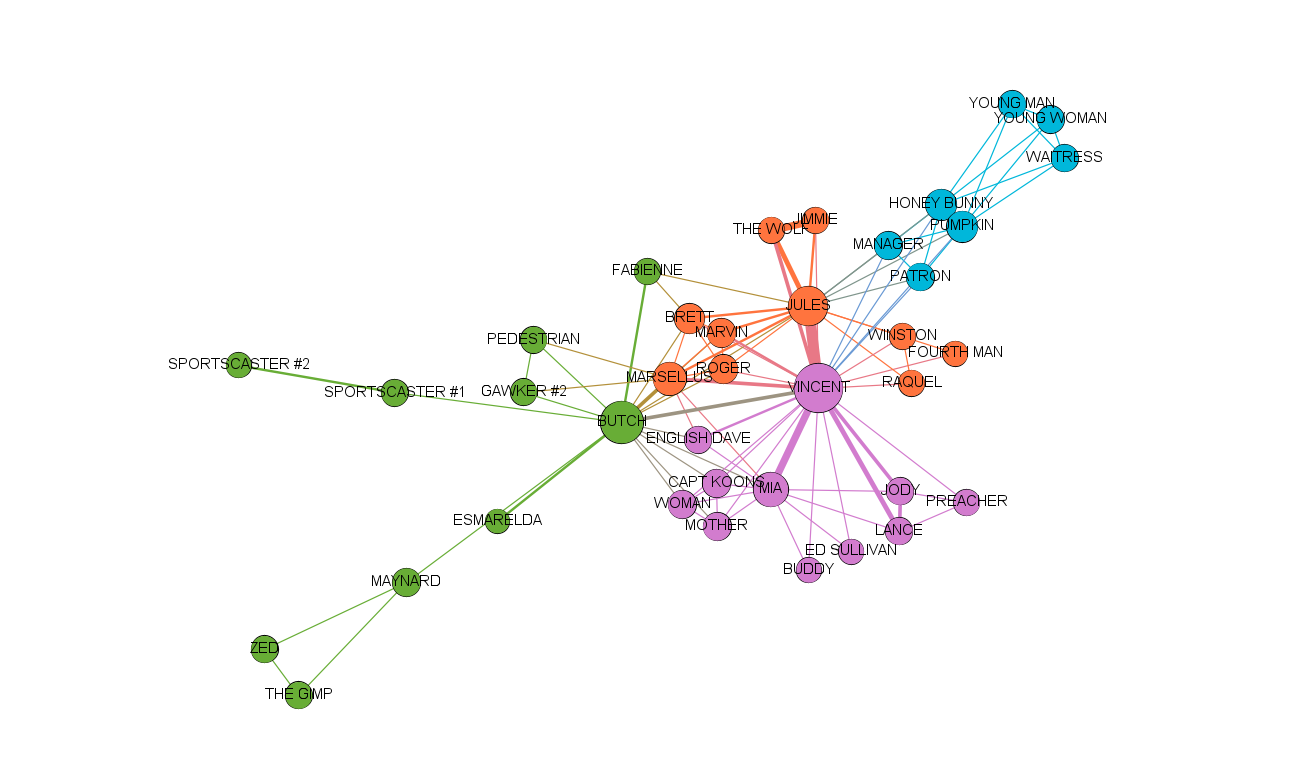 YOUNG MAN
YOUNG WOMAN
WAITRESS
HONEY BUNNY
JIMMIE
THE WOLF
PUMPKIN
MANAGER
FABIENNE
PATRON
JULES
BRETT
MARVIN
WINSTON
PEDESTRIAN
FOURTH MAN
SPORTSCASTER #2
ROGER
MARSELLUS
RAQUEL
VINCENT
SPORTSCASTER #1
GAWKER #2
BUTCH
ENGLISH DAVE
CAPT KOONS
MIA
JODY
WOMAN
PREACHER
ESMARELDA
MOTHER
LANCE
ED SULLIVAN
BUDDY
MAYNARD
ZED
THE GIMP